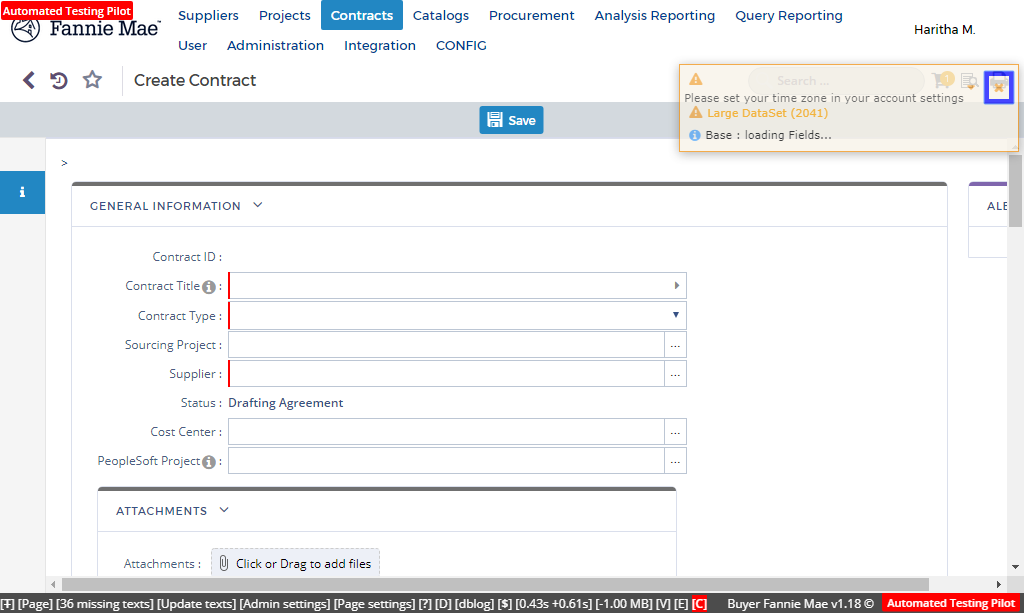 Automated Testing Pilot
Fannie Mae
Suppliers Projects Contracts Catalogs Procurement Analysis Reporting Query Reporting
User Administration Integration CONFIG
Haritha M.
Create Contract
Search ...
1
Please set your time zone in your account settings
Large DataSet (2041)
Base : loading Fields...
Save
>
GENERAL INFORMATION
ALE
Contract ID :
Contract Title :
Contract Type :
Sourcing Project : ...
Supplier : ...
Status : Drafting Agreement
Cost Center : ...
PeopleSoft Project : ...
ATTACHMENTS
Attachments : Click or Drag to add files
[Ŧ] [Page] [36 missing texts] [Update texts] [Admin settings] [Page settings] [?] [D] [dblog] [$] [0.43s +0.61s] [-1.00 MB] [V] [E] [C] Buyer Fannie Mae v1.18 © Automated Testing Pilot